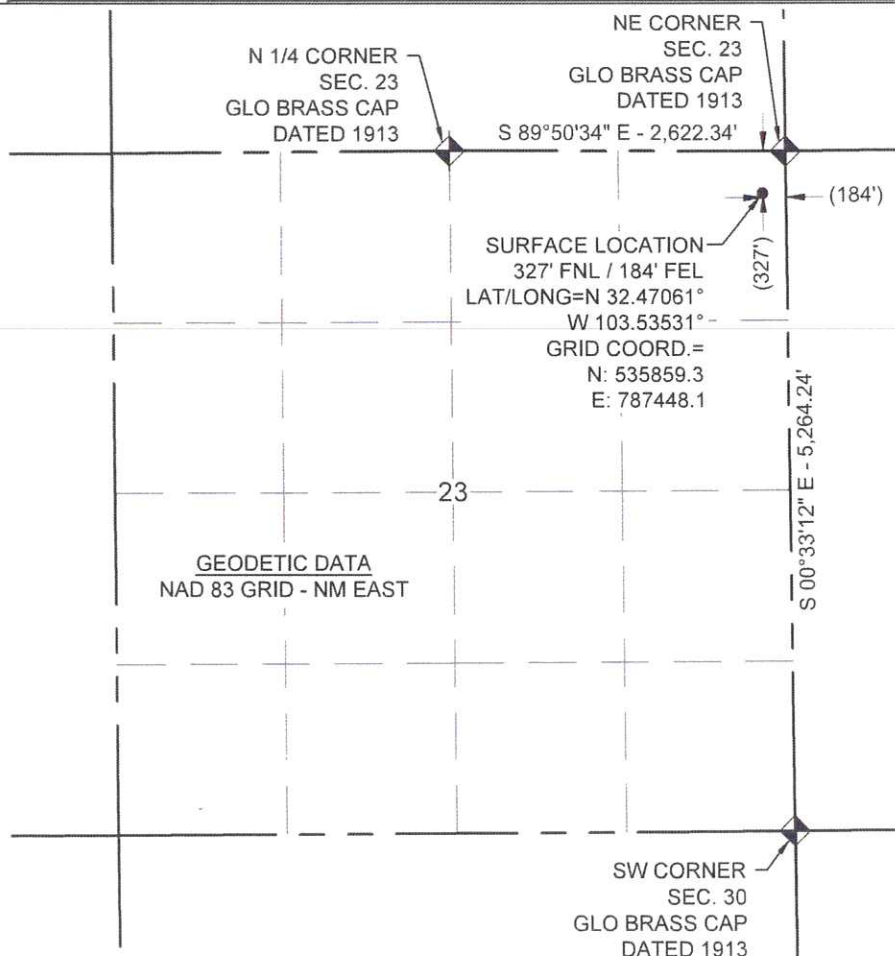 N 1/4 CORNER
SEC. 23
GLO BRASS CAP
DATED 1913
NE CORNER
SEC. 23
GLO BRASS CAP
DATED 1913
S 89°50'34" E - 2,622.34'
(184')
(327')
SURFACE LOCATION
327' FNL / 184' FEL
LAT/LONG=N 32.47061°
W 103.53531°
GRID COORD.=
N: 535859.3
E: 787448.1
S 00°33'12" E - 5,264.24'
23
GEODETIC DATA
NAD 83 GRID - NM EAST
SW CORNER
SEC. 30
GLO BRASS CAP
DATED 1913